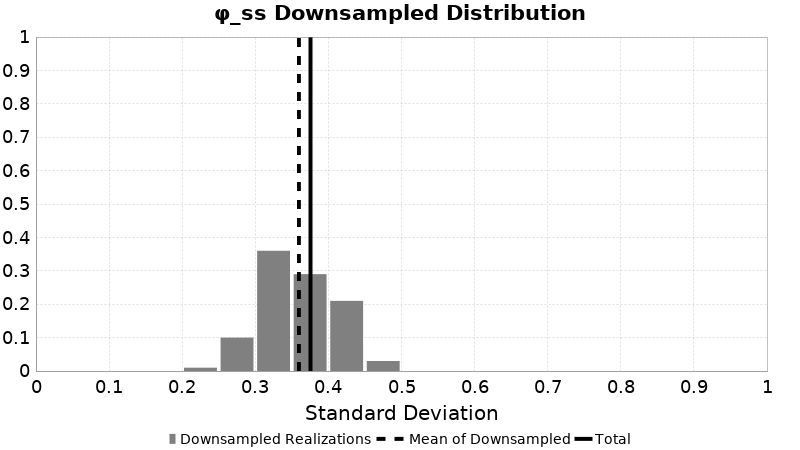 φ_ss Downsampled Distribution
1
0.9
0.8
0.7
0.6
0.5
0.4
0.3
0.2
0.1
0
0 0.1 0.2 0.3 0.4 0.5 0.6 0.7 0.8 0.9 1
Standard Deviation
Downsampled Realizations Mean of Downsampled Total